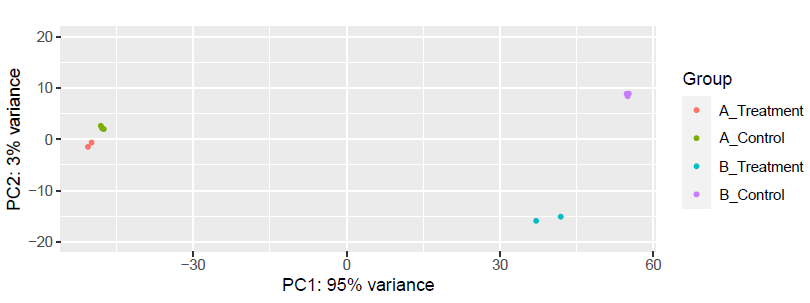 20
10
0
−10
−20
PC2: 3% variance
−30
0
30
60
PC1: 95% variance
Group
A_Treatment
A_Control
B_Treatment
B_Control